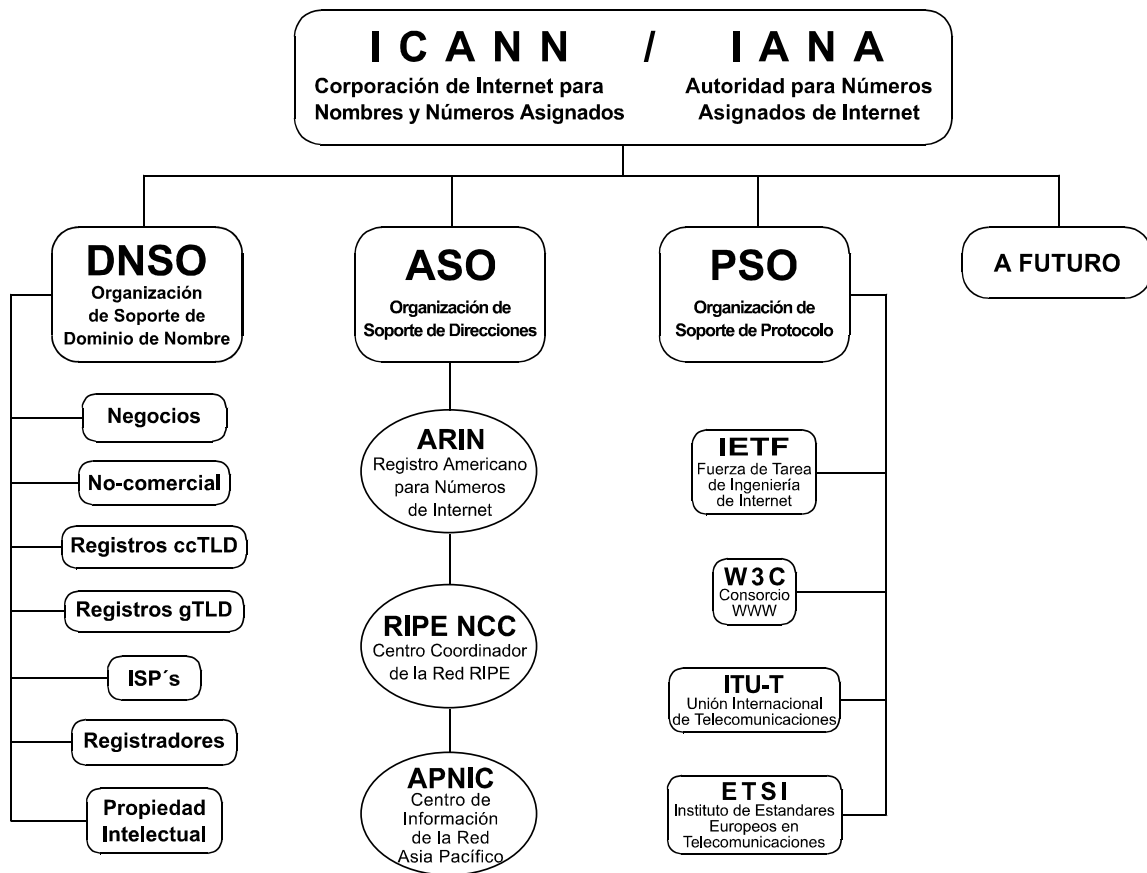 ICANN / IANA
Corporación de Internet para
Nombres y Números Asignados
Autoridad para Números
Asignados de Internet
DNSO
Organización
de Soporte de
Dominio de Nombre
Negocios
No-comercial
Registros ccTLD
Registros gTLD
ISP´s
Registradores
Propiedad
Intelectual
ASO
Organización de
Soporte de Direcciones
ARIN
Registro Americano
para Números
de Internet
RIPE NCC
Centro Coordinador
de la Red RIPE
APNIC
Centro de
Información
de la Red
Asia Pacífico
PSO
Organización de
Soporte de Protocolo
IETF
Fuerza de Tarea
de Ingeniería
de Internet
W3C
Consorcio
WWW
ITU-T
Unión Internacional
de Telecomunicaciones
ETSI
Instituto de Estandares
Europeos en
Telecomunicaciones
A FUTURO